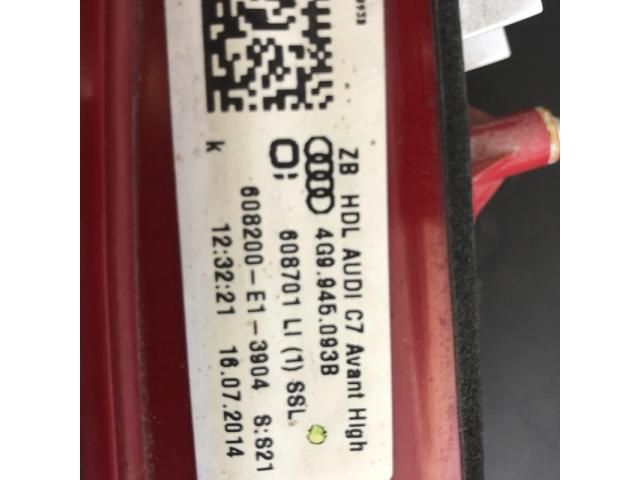 ZB HDL AUDI C7 Avant High
4G9.945.093B
608701 LI (1) SSL
608200-E1-3904 S:S21
12:32:21 16.07.2014
k